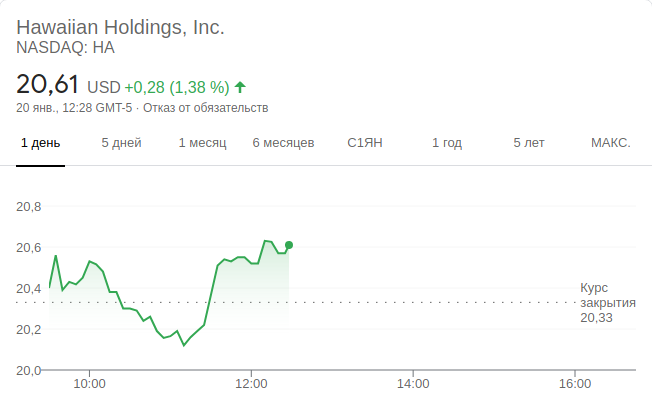 Hawaiian Holdings, Inc.
NASDAQ: HA
20,61 USD +0,28 (1,38 %)
20 янв., 12:28 GMT-5 · Отказ от обязательств
1 день 5 дней 1 месяц 6 месяцев С1ЯН 1 год 5 лет МАКС.
20,8
20,6
20,4
20,2
20,0
Курс
закрытия
20,33
10:00 12:00 14:00 16:00